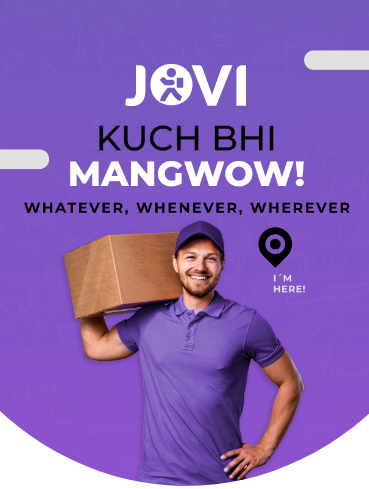 JOVI
KUCH BHI
MANGWOW!
WHATEVER, WHENEVER, WHEREVER
I´M
HERE!